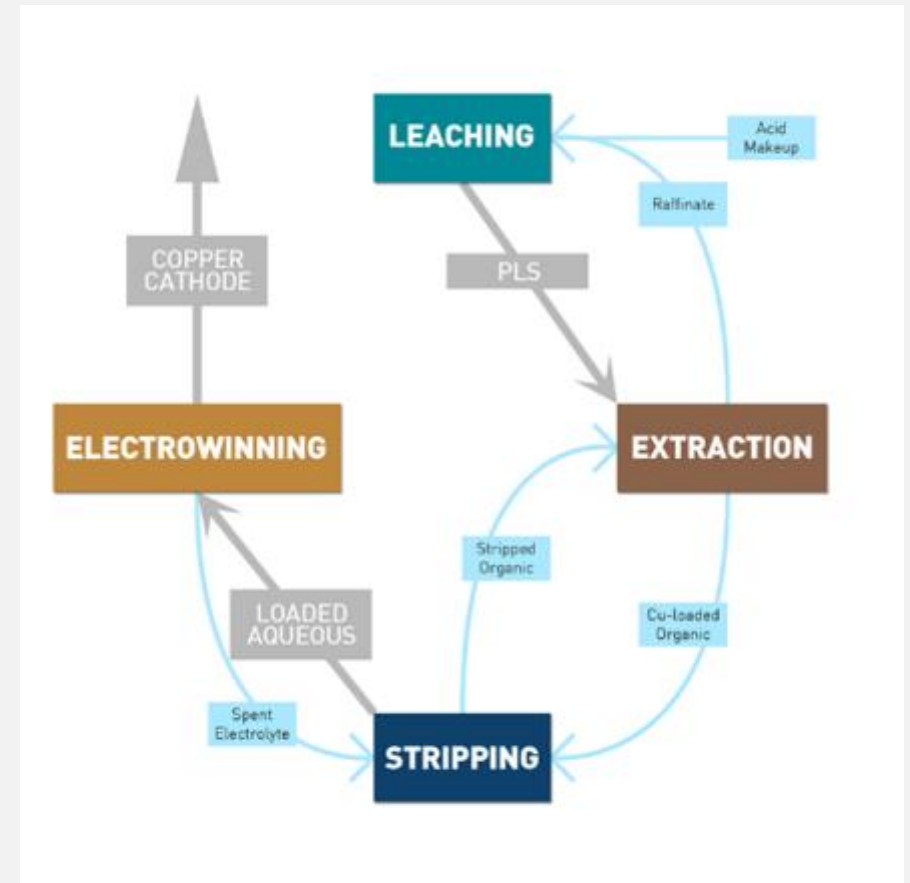 LEACHING
Acid
Makeup
Raffinate
COPPER
CATHODE
PLS
ELECTROWINNING
EXTRACTION
Stripped
Organic
LOADED
AQUEOUS
Cu-loaded
Organic
Spent
Electrolyte
STRIPPING